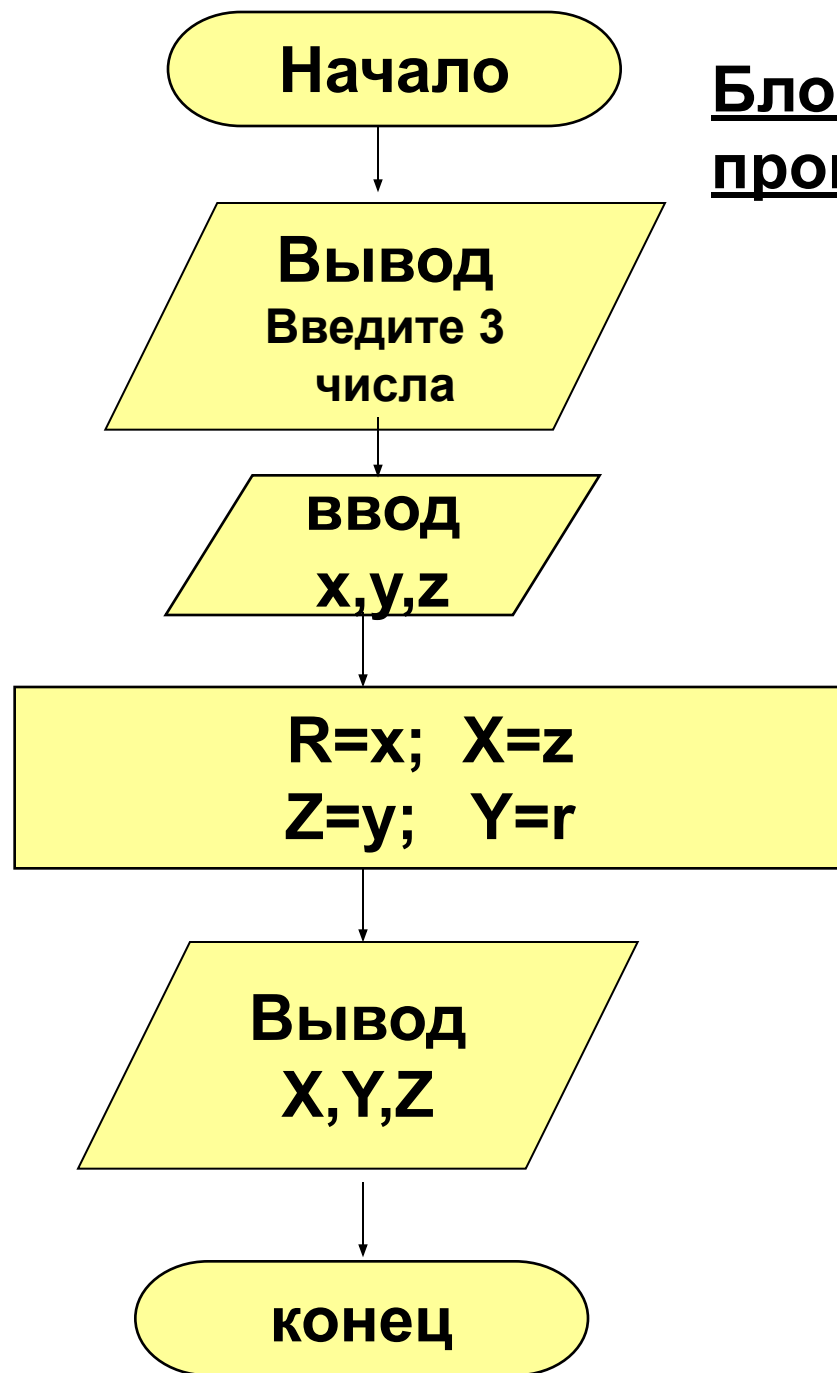 Начало
Вывод
Введите 3
числа
ввод
x,y,z
R=x; X=z
Z=y; Y=r
Вывод
X,Y,Z
конец